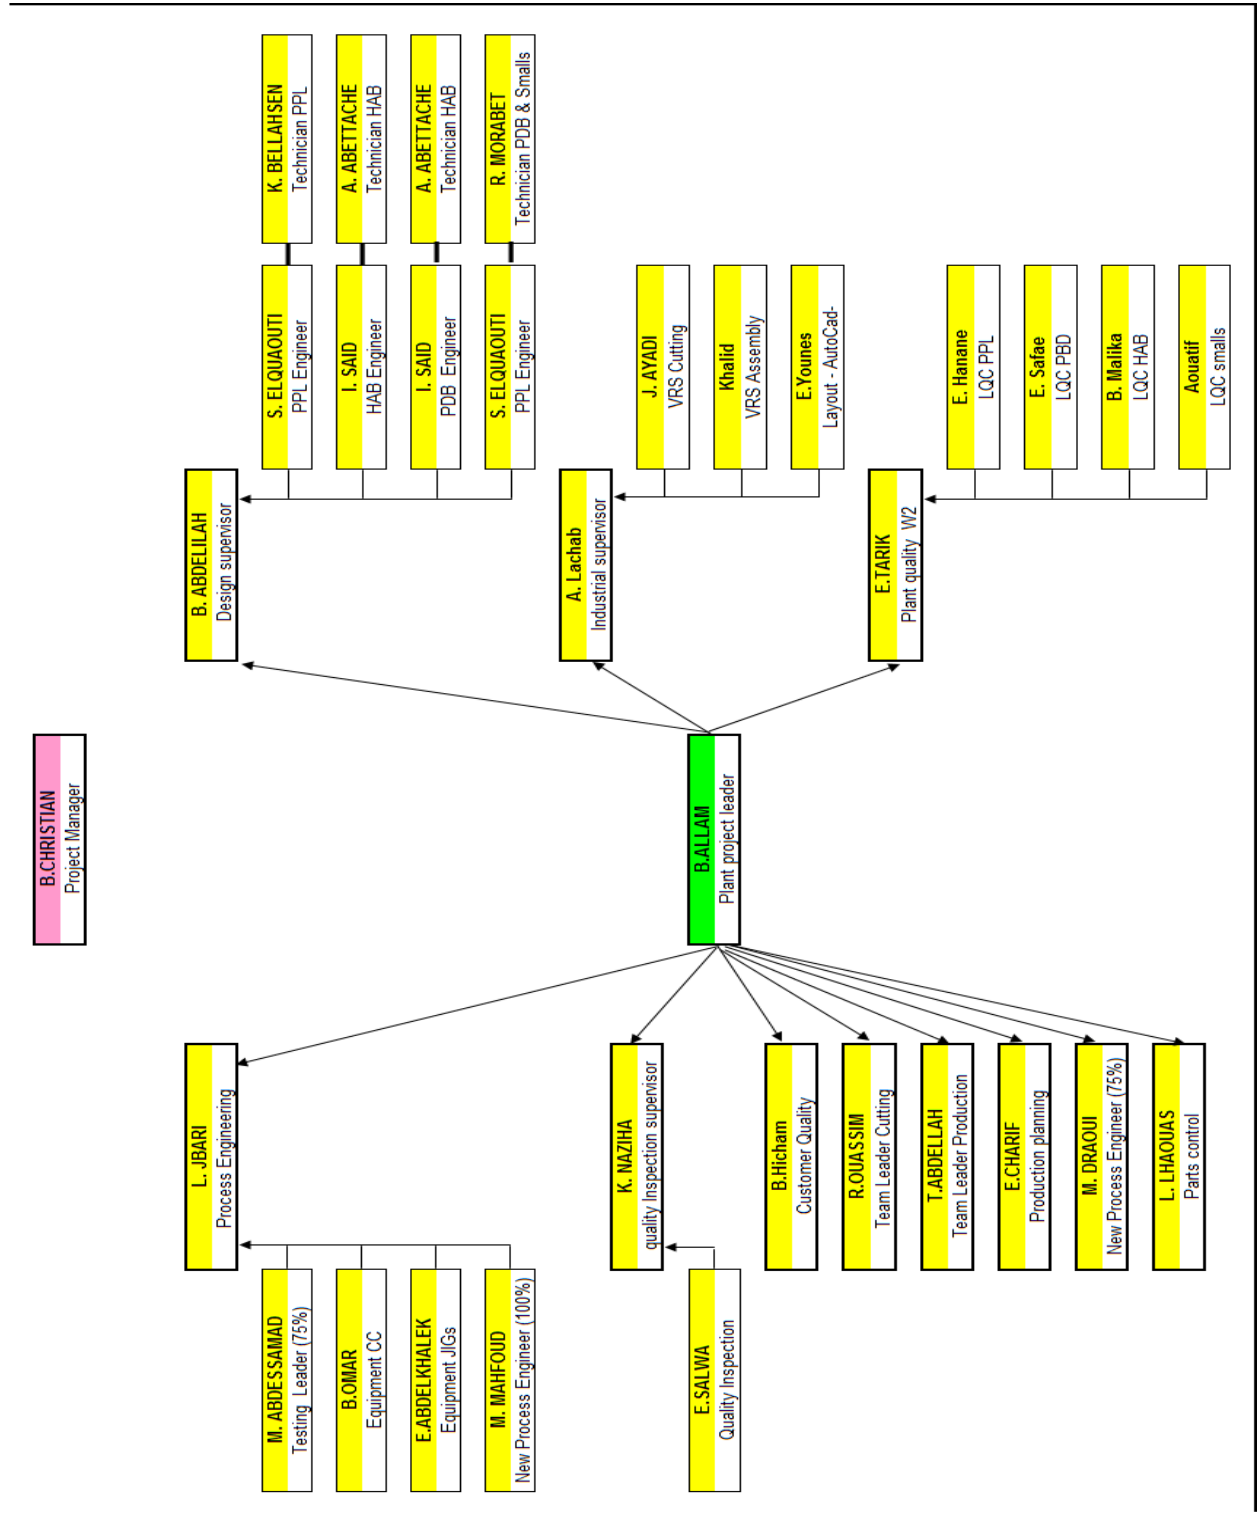 B.CHRISTIAN
Project Manager
L. JBARI
Process Engineering
B. ABDELILAH
Design supervisor
M. ABDESSAMAD
Testing Leader (75%)
S. ELQUAOUTI
PPL Engineer
K. BELLAHSEN
Technician PPL
B.OMAR
Equipment CC
I. SAID
HAB Engineer
A. ABETTACHE
Technician HAB
E.ABDELKHALEK
Equipment JIGs
I. SAID
PDB Engineer
A. ABETTACHE
Technician HAB
M. MAHFOUD
New Process Engineer (100%)
S. ELQUAOUTI
PPL Engineer
R. MORABET
Technician PDB & Smalls
A. Lachab
Industrial supervisor
K. NAZIHA
quality Inspection supervisor
J. AYADI
VRS Cutting
E.SALWA
Quality Inspection
B.ALLAM
Plant project leader
Khalid
VRS Assembly
B.Hicham
Customer Quality
E.Younes
Layout - AutoCad-
R.OUASSIM
Team Leader Cutting
E.TARIK
Plant quality W2
T.ABDELLAH
Team Leader Production
E. Hanane
LQC PPL
E.CHARIF
Production planning
E. Safae
LQC PBD
M. DRAOUI
New Process Engineer (75%)
B. Malika
LQC HAB
L. LHAOUAS
Parts control
Aouatif
LQC smalls